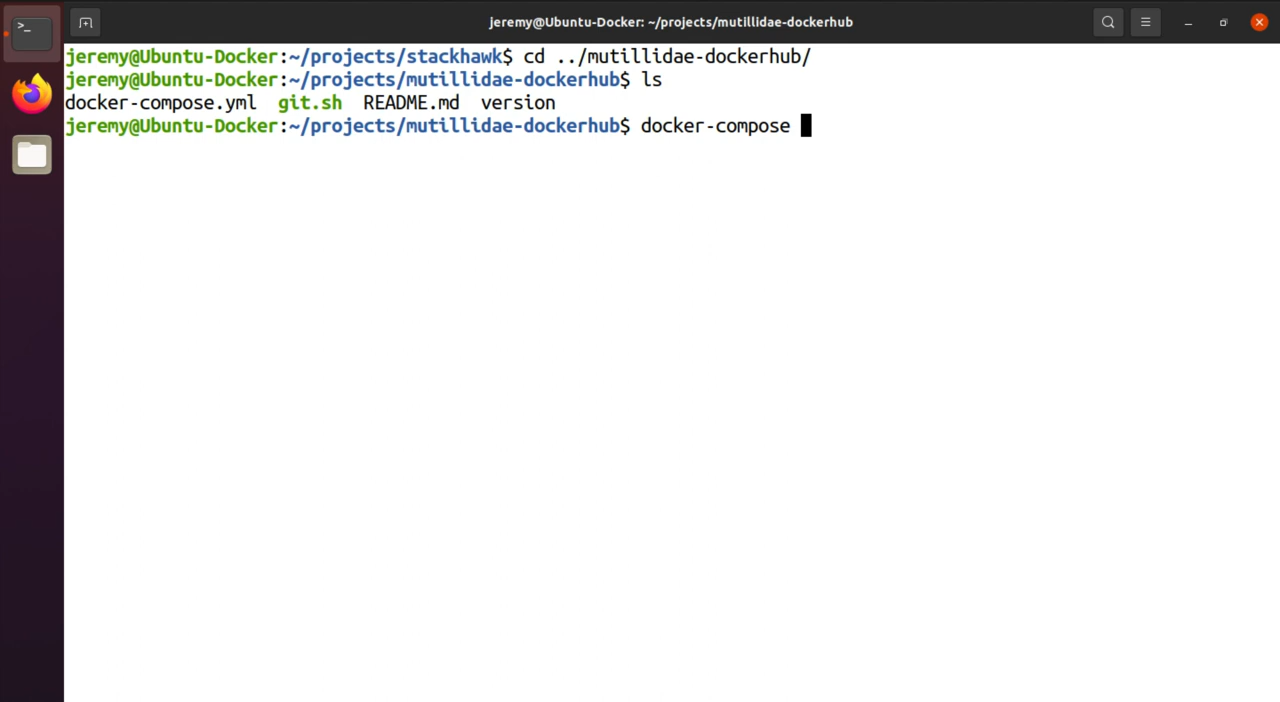 jeremy@Ubuntu-Docker: ~/projects/mutillidae-dockerhub
jeremy@Ubuntu-Docker:~/projects/stackhawk$ cd ../mutillidae-dockerhub/
jeremy@Ubuntu-Docker:~/projects/mutillidae-dockerhub$ ls
docker-compose.yml  git.sh  README.md  version
jeremy@Ubuntu-Docker:~/projects/mutillidae-dockerhub$ docker-compose